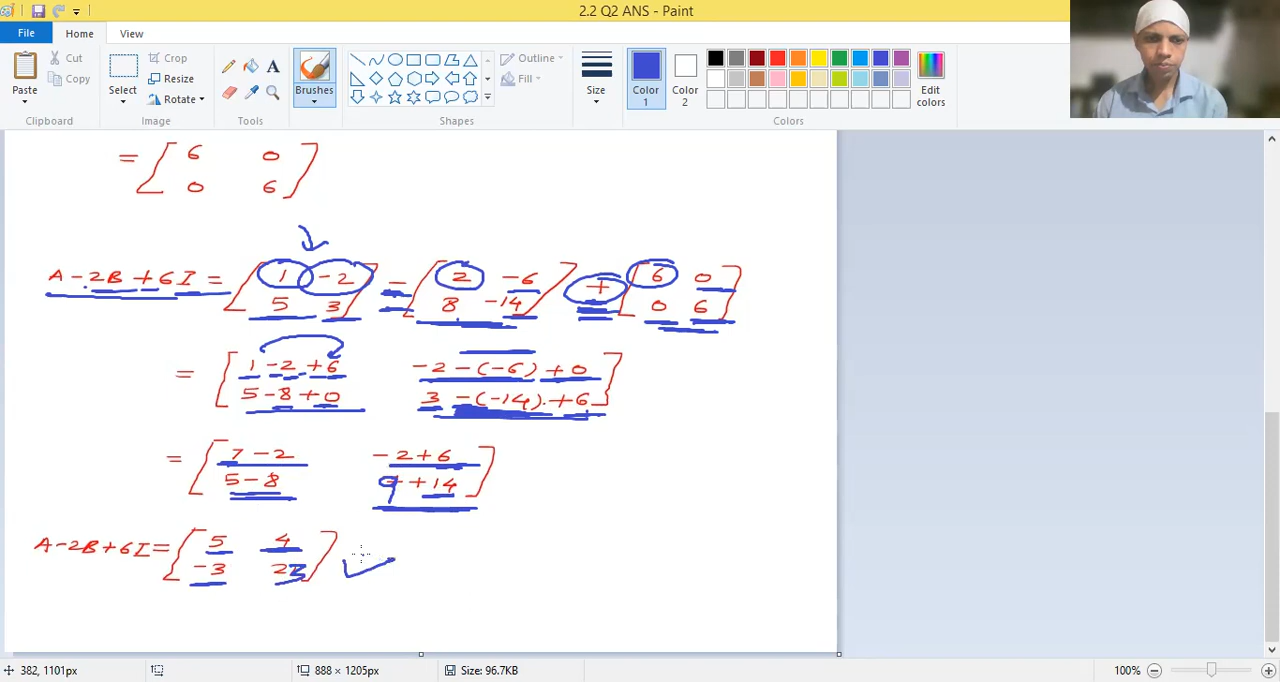 2.2 Q2 ANS - Paint
File Home View
Paste Cut Copy Clipboard
Select Crop Resize Rotate Image
Tools
Brushes
Outline Fill Shapes
Size
Color 1 Color 2 Edit colors Colors
= [ 6 0
0 6 ]
A - 2B + 6I = [ 1 -2 - [ 2 -6 + [ 6 0
5 3 ] 8 -14 ] 0 6 ]
= [ 1 - 2 + 6 -2 - (-6) + 0
5 - 8 + 0 3 - (-14) + 6 ]
= [ 7 - 2 - 2 + 6
5 - 8 9 + 14 ]
A - 2B + 6I = [ 5 4
-3 23 ]
382, 1101px 888 × 1205px Size: 96.7KB 100%